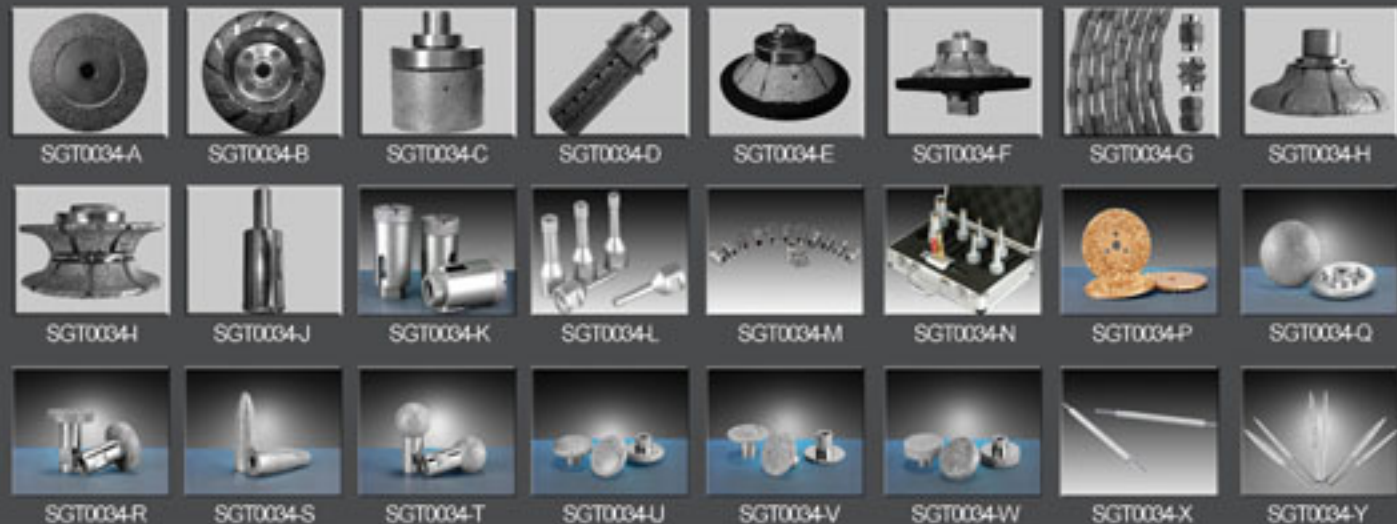 SGT0034-A SGT0034-B SGT0034-C SGT0034-D SGT0034-E SGT0034-F SGT0034-G SGT0034-H
SGT0034-I SGT0034-J SGT0034-K SGT0034-L SGT0034-M SGT0034-N SGT0034-P SGT0034-Q
SGT0034-R SGT0034-S SGT0034-T SGT0034-U SGT0034-V SGT0034-W SGT0034-X SGT0034-Y